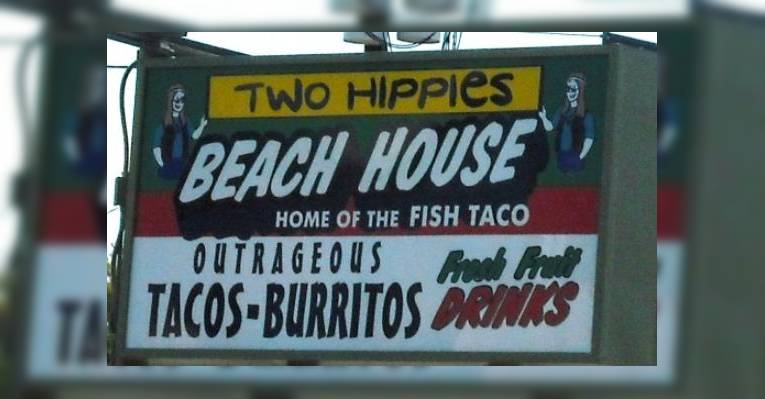 TWO HIPPIES
BEACH HOUSE
HOME OF THE FISH TACO
OUTRAGEOUS
TACOS-BURRITOS
Fresh Fruit
DRINKS